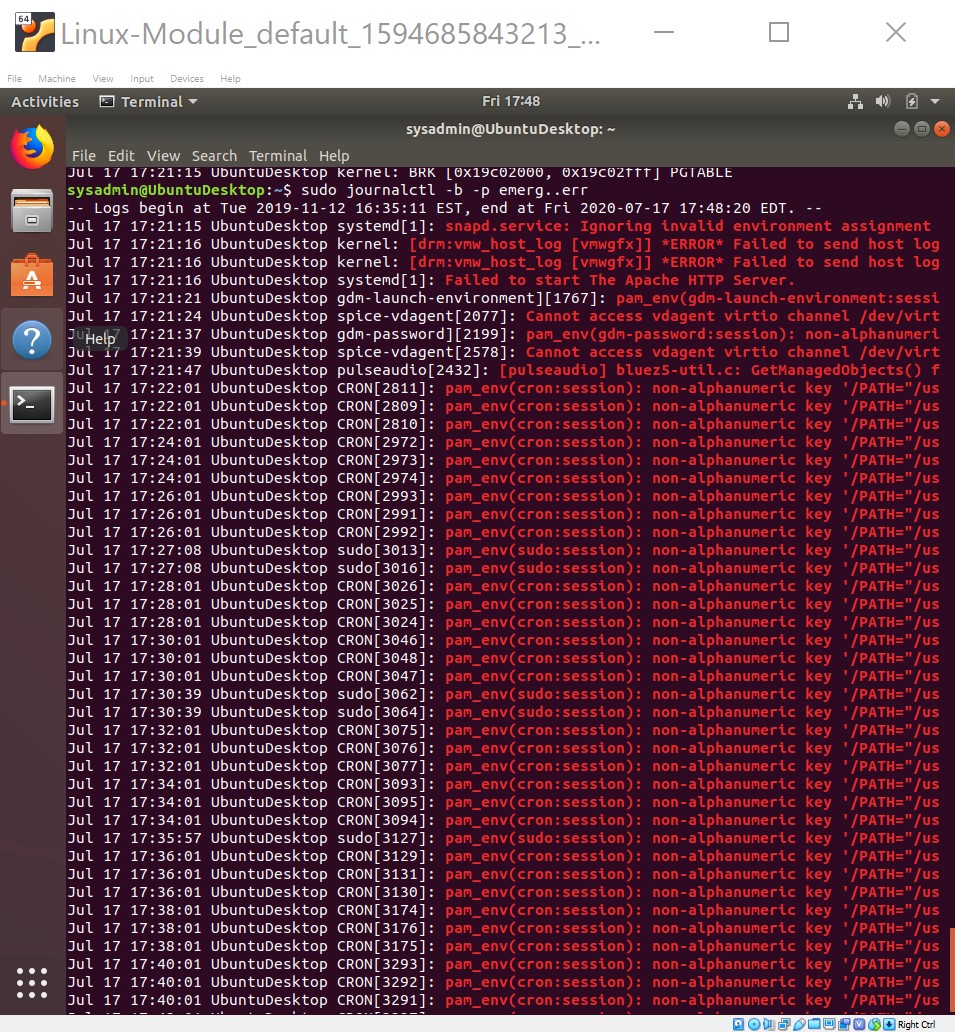 64
Linux-Module_default_1594685843213_...
File Machine View Input Devices Help
Activities Terminal Fri 17:48
sysadmin@UbuntuDesktop: ~
File Edit View Search Terminal Help
Jul 17 17:21:15 UbuntuDesktop kernel: BRK [0x19c02000, 0x19c02fff] PGTABLE
sysadmin@UbuntuDesktop:~$ sudo journalctl -b -p emerg..err
-- Logs begin at Tue 2019-11-12 16:35:11 EST, end at Fri 2020-07-17 17:48:20 EDT. --
Jul 17 17:21:15 UbuntuDesktop systemd[1]: snapd.service: Ignoring invalid environment assignment
Jul 17 17:21:16 UbuntuDesktop kernel: [drm:vmw_host_log [vmwgfx]] *ERROR* Failed to send host log
Jul 17 17:21:16 UbuntuDesktop kernel: [drm:vmw_host_log [vmwgfx]] *ERROR* Failed to send host log
Jul 17 17:21:16 UbuntuDesktop systemd[1]: Failed to start The Apache HTTP Server.
Jul 17 17:21:21 UbuntuDesktop gdm-launch-environment][1767]: pam_env(gdm-launch-environment:sessi
Jul 17 17:21:24 UbuntuDesktop spice-vdagent[2077]: Cannot access vdagent virtio channel /dev/virt
Jul 17 17:21:37 UbuntuDesktop gdm-password][2199]: pam_env(gdm-password:session): non-alphanumeri
Help
Jul 17 17:21:39 UbuntuDesktop spice-vdagent[2578]: Cannot access vdagent virtio channel /dev/virt
Jul 17 17:21:47 UbuntuDesktop pulseaudio[2432]: [pulseaudio] bluez5-util.c: GetManagedObjects() f
Jul 17 17:22:01 UbuntuDesktop CRON[2811]: pam_env(cron:session): non-alphanumeric key '/PATH="/us
Jul 17 17:22:01 UbuntuDesktop CRON[2809]: pam_env(cron:session): non-alphanumeric key '/PATH="/us
Jul 17 17:22:01 UbuntuDesktop CRON[2810]: pam_env(cron:session): non-alphanumeric key '/PATH="/us
Jul 17 17:24:01 UbuntuDesktop CRON[2972]: pam_env(cron:session): non-alphanumeric key '/PATH="/us
Jul 17 17:24:01 UbuntuDesktop CRON[2973]: pam_env(cron:session): non-alphanumeric key '/PATH="/us
Jul 17 17:24:01 UbuntuDesktop CRON[2974]: pam_env(cron:session): non-alphanumeric key '/PATH="/us
Jul 17 17:26:01 UbuntuDesktop CRON[2993]: pam_env(cron:session): non-alphanumeric key '/PATH="/us
Jul 17 17:26:01 UbuntuDesktop CRON[2991]: pam_env(cron:session): non-alphanumeric key '/PATH="/us
Jul 17 17:26:01 UbuntuDesktop CRON[2992]: pam_env(cron:session): non-alphanumeric key '/PATH="/us
Jul 17 17:27:08 UbuntuDesktop sudo[3013]: pam_env(sudo:session): non-alphanumeric key '/PATH="/us
Jul 17 17:27:08 UbuntuDesktop sudo[3016]: pam_env(sudo:session): non-alphanumeric key '/PATH="/us
Jul 17 17:28:01 UbuntuDesktop CRON[3026]: pam_env(cron:session): non-alphanumeric key '/PATH="/us
Jul 17 17:28:01 UbuntuDesktop CRON[3025]: pam_env(cron:session): non-alphanumeric key '/PATH="/us
Jul 17 17:28:01 UbuntuDesktop CRON[3024]: pam_env(cron:session): non-alphanumeric key '/PATH="/us
Jul 17 17:30:01 UbuntuDesktop CRON[3046]: pam_env(cron:session): non-alphanumeric key '/PATH="/us
Jul 17 17:30:01 UbuntuDesktop CRON[3048]: pam_env(cron:session): non-alphanumeric key '/PATH="/us
Jul 17 17:30:01 UbuntuDesktop CRON[3047]: pam_env(cron:session): non-alphanumeric key '/PATH="/us
Jul 17 17:30:39 UbuntuDesktop sudo[3062]: pam_env(sudo:session): non-alphanumeric key '/PATH="/us
Jul 17 17:30:39 UbuntuDesktop sudo[3064]: pam_env(sudo:session): non-alphanumeric key '/PATH="/us
Jul 17 17:32:01 UbuntuDesktop CRON[3075]: pam_env(cron:session): non-alphanumeric key '/PATH="/us
Jul 17 17:32:01 UbuntuDesktop CRON[3076]: pam_env(cron:session): non-alphanumeric key '/PATH="/us
Jul 17 17:32:01 UbuntuDesktop CRON[3077]: pam_env(cron:session): non-alphanumeric key '/PATH="/us
Jul 17 17:34:01 UbuntuDesktop CRON[3093]: pam_env(cron:session): non-alphanumeric key '/PATH="/us
Jul 17 17:34:01 UbuntuDesktop CRON[3095]: pam_env(cron:session): non-alphanumeric key '/PATH="/us
Jul 17 17:34:01 UbuntuDesktop CRON[3094]: pam_env(cron:session): non-alphanumeric key '/PATH="/us
Jul 17 17:35:57 UbuntuDesktop sudo[3127]: pam_env(sudo:session): non-alphanumeric key '/PATH="/us
Jul 17 17:36:01 UbuntuDesktop CRON[3129]: pam_env(cron:session): non-alphanumeric key '/PATH="/us
Jul 17 17:36:01 UbuntuDesktop CRON[3131]: pam_env(cron:session): non-alphanumeric key '/PATH="/us
Jul 17 17:36:01 UbuntuDesktop CRON[3130]: pam_env(cron:session): non-alphanumeric key '/PATH="/us
Jul 17 17:38:01 UbuntuDesktop CRON[3174]: pam_env(cron:session): non-alphanumeric key '/PATH="/us
Jul 17 17:38:01 UbuntuDesktop CRON[3176]: pam_env(cron:session): non-alphanumeric key '/PATH="/us
Jul 17 17:38:01 UbuntuDesktop CRON[3175]: pam_env(cron:session): non-alphanumeric key '/PATH="/us
Jul 17 17:40:01 UbuntuDesktop CRON[3293]: pam_env(cron:session): non-alphanumeric key '/PATH="/us
Jul 17 17:40:01 UbuntuDesktop CRON[3292]: pam_env(cron:session): non-alphanumeric key '/PATH="/us
Jul 17 17:40:01 UbuntuDesktop CRON[3291]: pam_env(cron:session): non-alphanumeric key '/PATH="/us
Right Ctrl